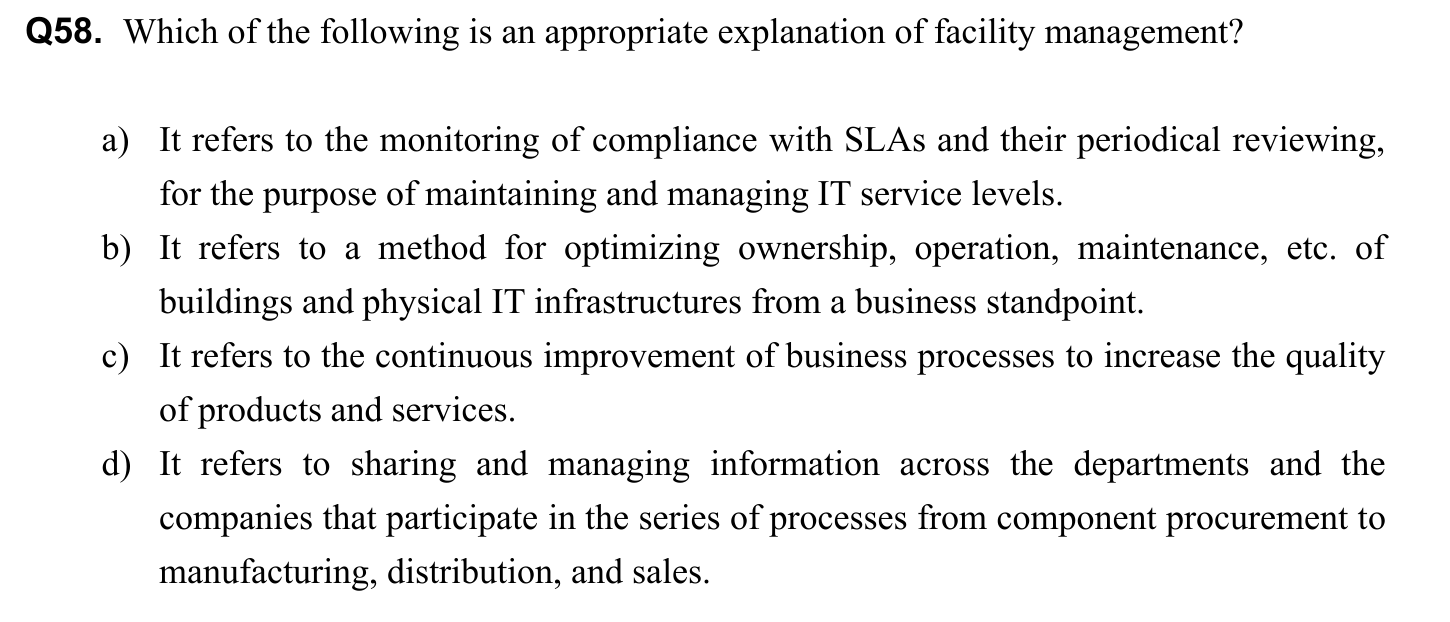 Q58. Which of the following is an appropriate explanation of facility management?
a) It refers to the monitoring of compliance with SLAs and their periodical reviewing,
for the purpose of maintaining and managing IT service levels.
b) It refers to a method for optimizing ownership, operation, maintenance, etc. of
buildings and physical IT infrastructures from a business standpoint.
c) It refers to the continuous improvement of business processes to increase the quality
of products and services.
d) It refers to sharing and managing information across the departments and the
companies that participate in the series of processes from component procurement to
manufacturing, distribution, and sales.